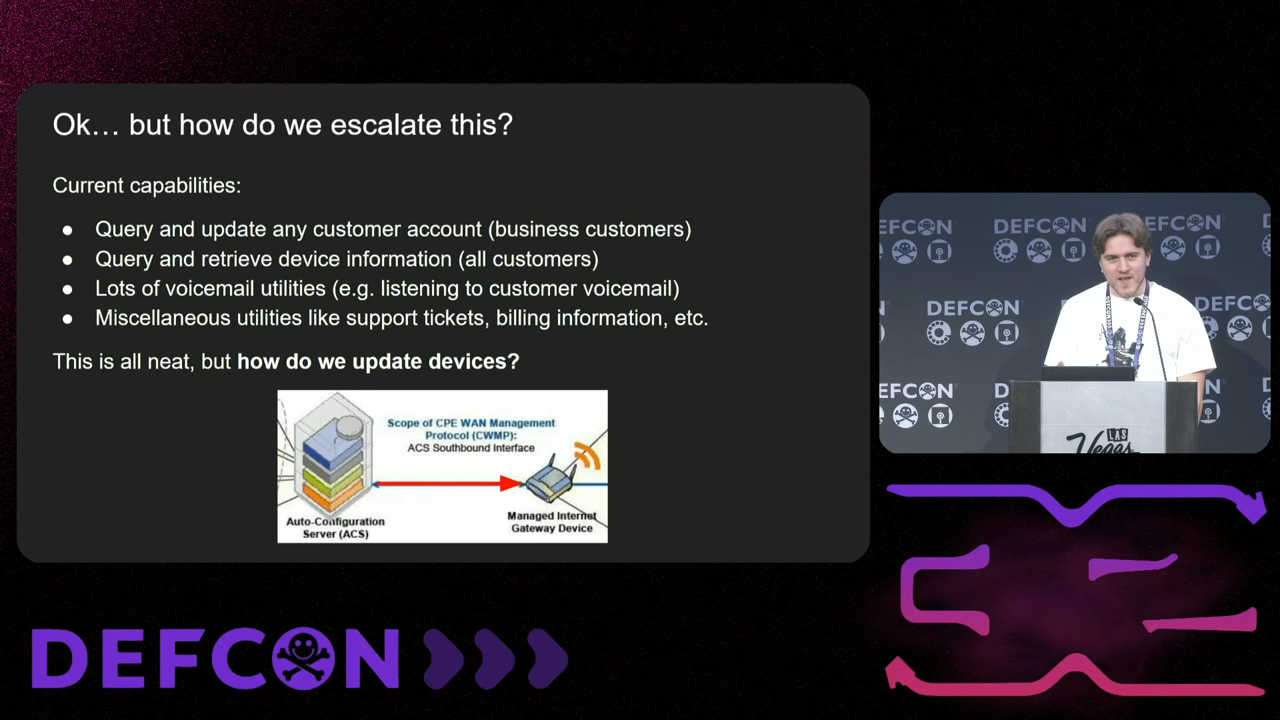 Ok… but how do we escalate this?
Current capabilities:
● Query and update any customer account (business customers)
● Query and retrieve device information (all customers)
● Lots of voicemail utilities (e.g. listening to customer voicemail)
● Miscellaneous utilities like support tickets, billing information, etc.
This is all neat, but how do we update devices?
Scope of CPE WAN Management
Protocol (CWMP):
ACS Southbound Interface
Auto-Configuration
Server (ACS)
Managed Internet
Gateway Device
DEFCON
DEFCON
DEFCON
DEFCON
DEFCON
LAS
Vegas
DEFCON